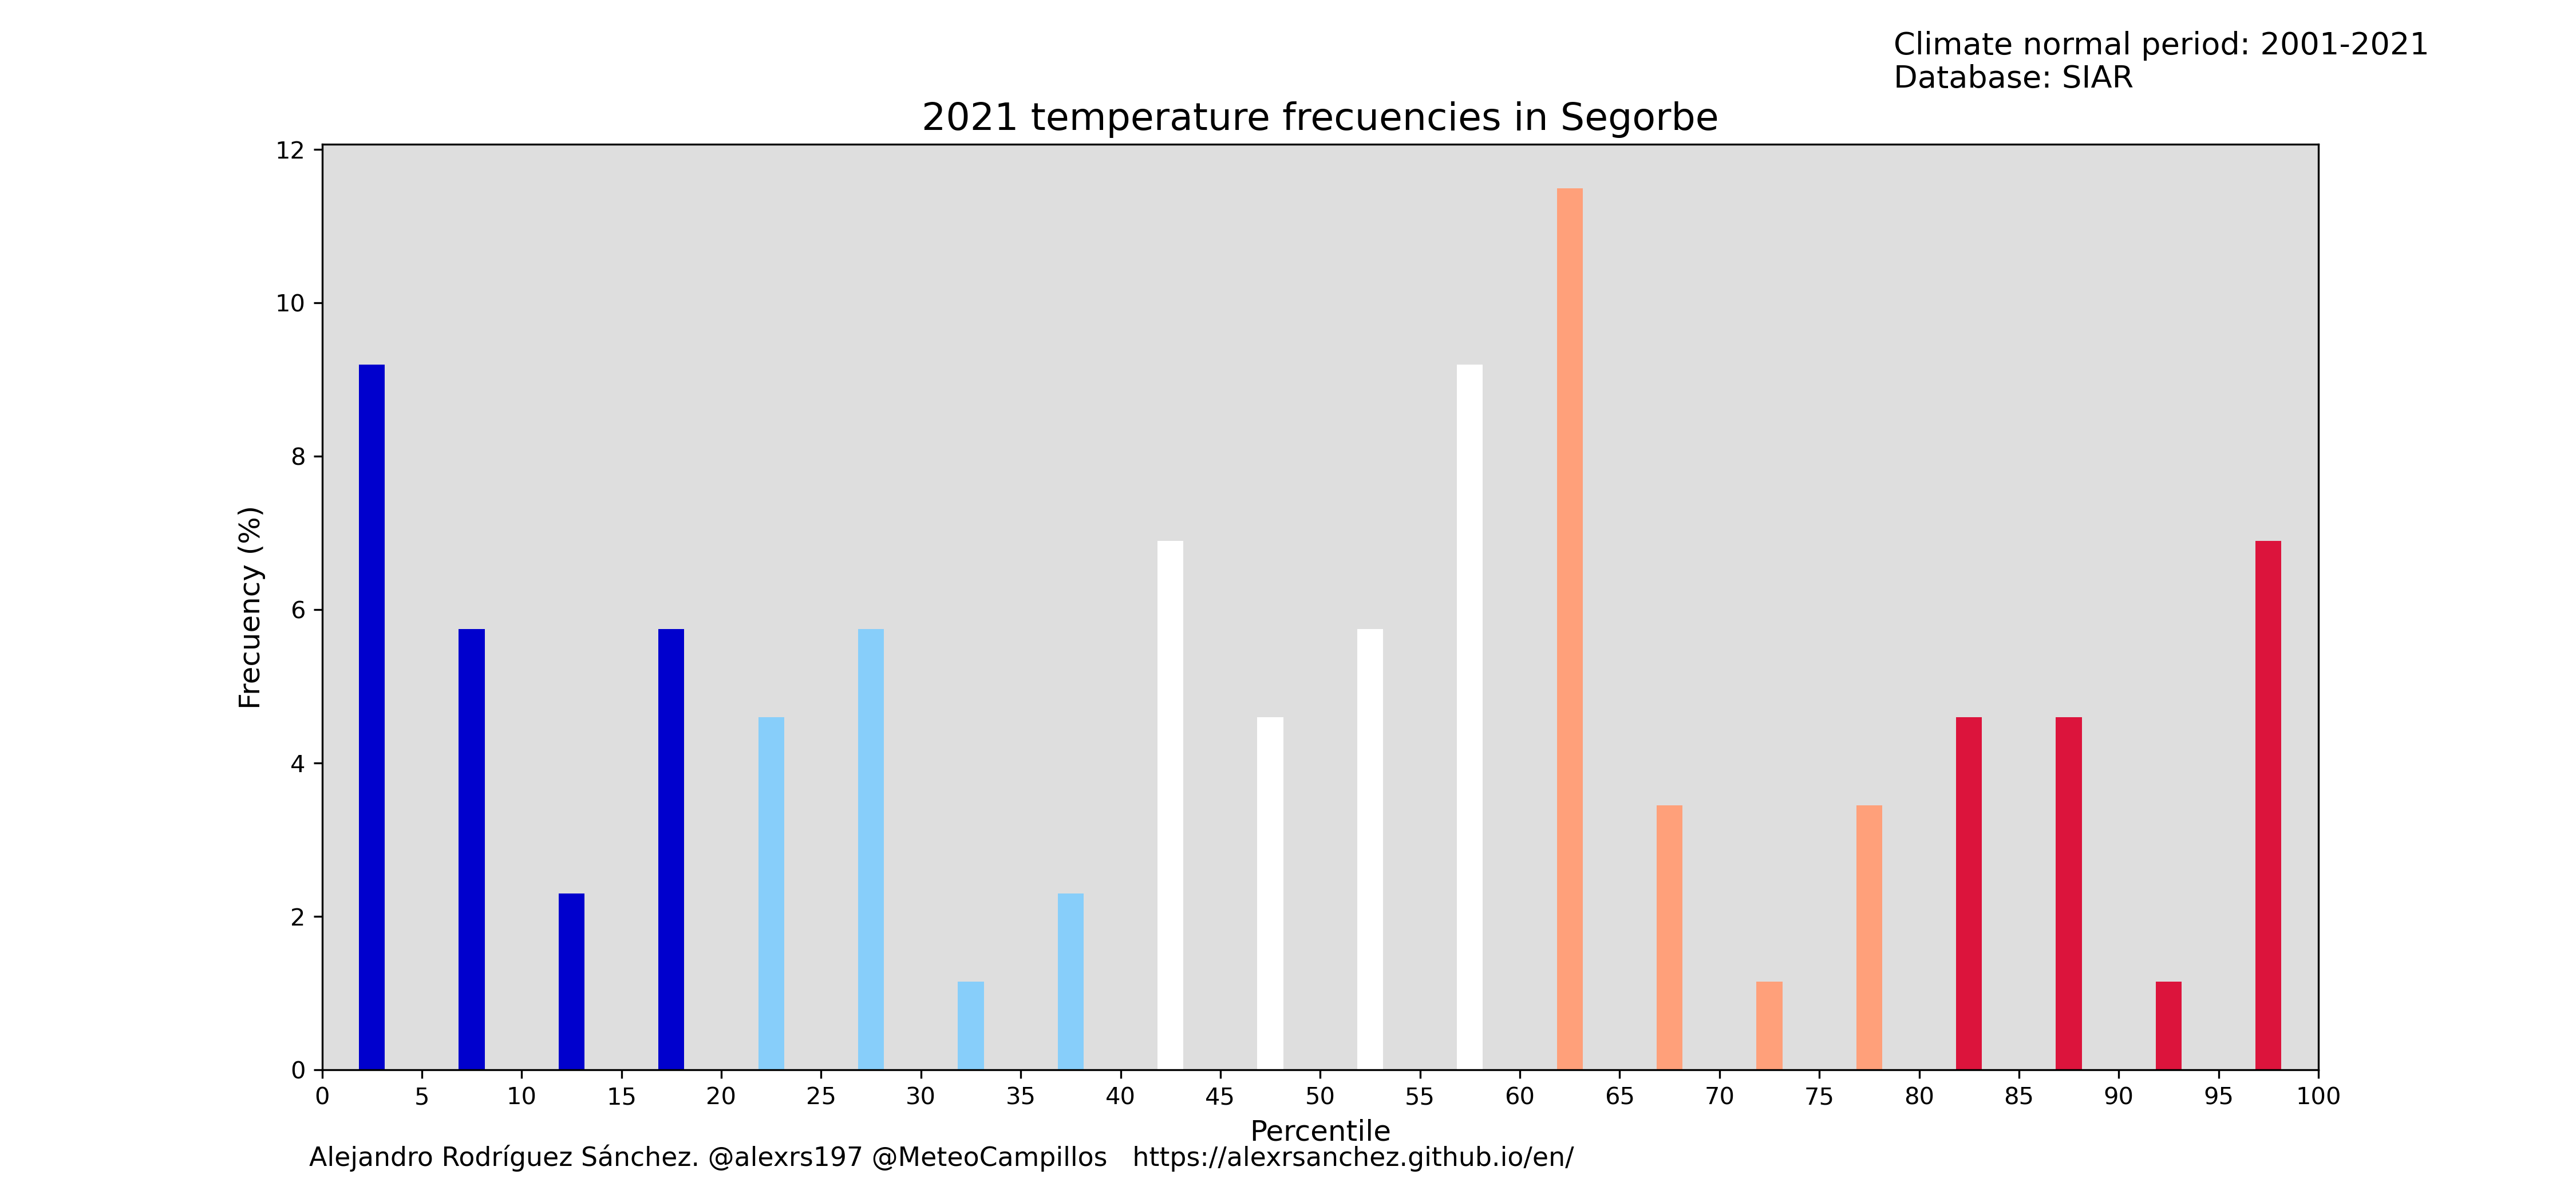 Climate normal period: 2001-2021
Database: SIAR
2021 temperature frecuencies in Segorbe
12
10
8
6
4
2
0
Frecuency (%)
0 5 10 15 20 25 30 35 40 45 50 55 60 65 70 75 80 85 90 95 100
Percentile
Alejandro Rodríguez Sánchez. @alexrs197 @MeteoCampillos https://alexrsanchez.github.io/en/